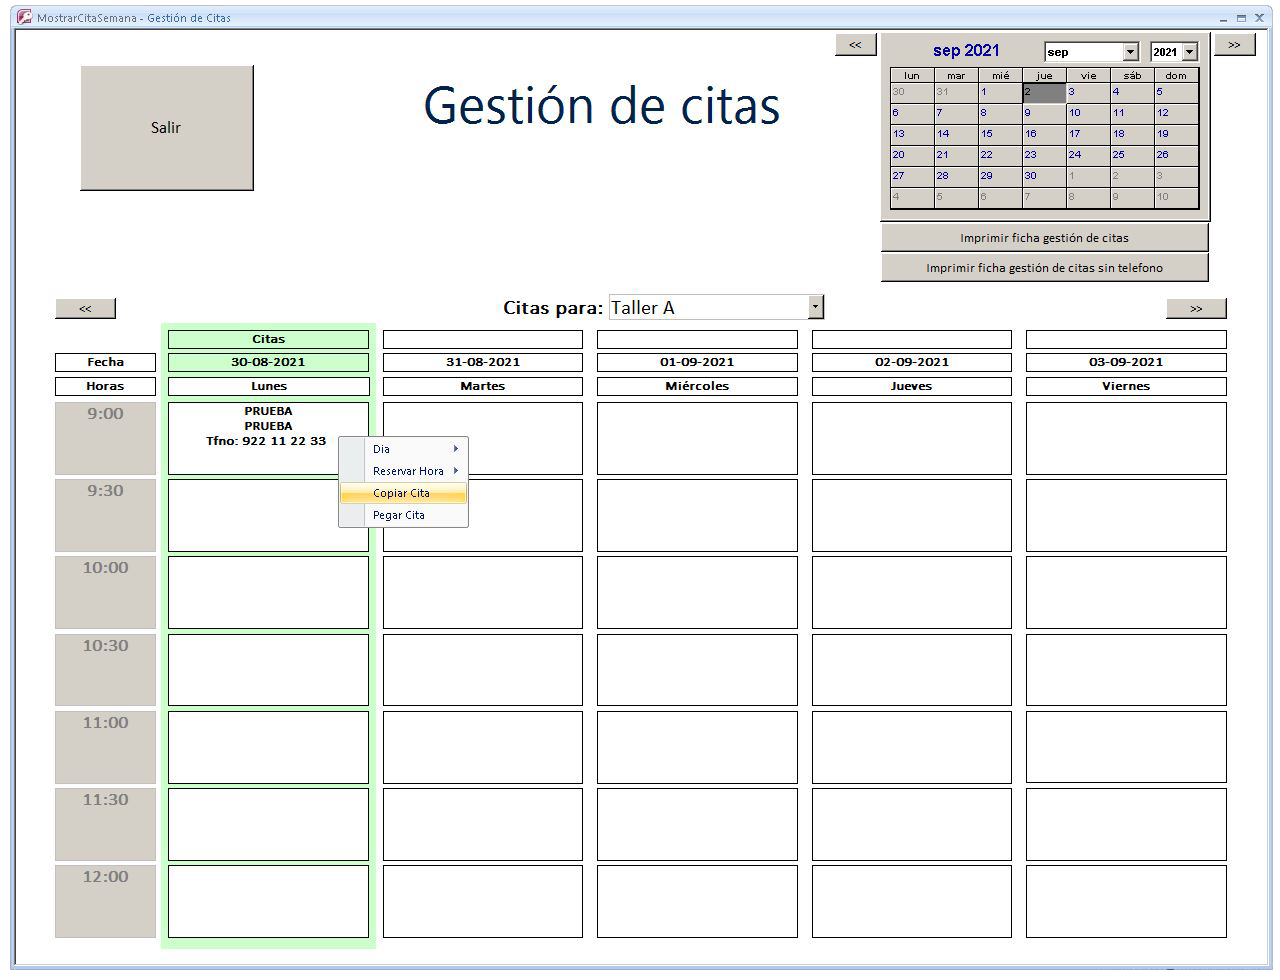 MostrarCitaSemana - Gestión de Citas
<<
sep 2021
sep
2021
>>
lun mar mié jue vie sáb dom
30 31 1 2 3 4 5
6 7 8 9 10 11 12
13 14 15 16 17 18 19
20 21 22 23 24 25 26
27 28 29 30 1 2 3
4 5 6 7 8 9 10
Salir
Gestión de citas
Imprimir ficha gestión de citas
Imprimir ficha gestión de citas sin telefono
<<
Citas para: Taller A
>>
Citas
Fecha 30-08-2021 31-08-2021 01-09-2021 02-09-2021 03-09-2021
Horas Lunes Martes Miércoles Jueves Viernes
9:00
PRUEBA
PRUEBA
Tfno: 922 11 22 33
Dia
Reservar Hora
Copiar Cita
Pegar Cita
9:30
10:00
10:30
11:00
11:30
12:00